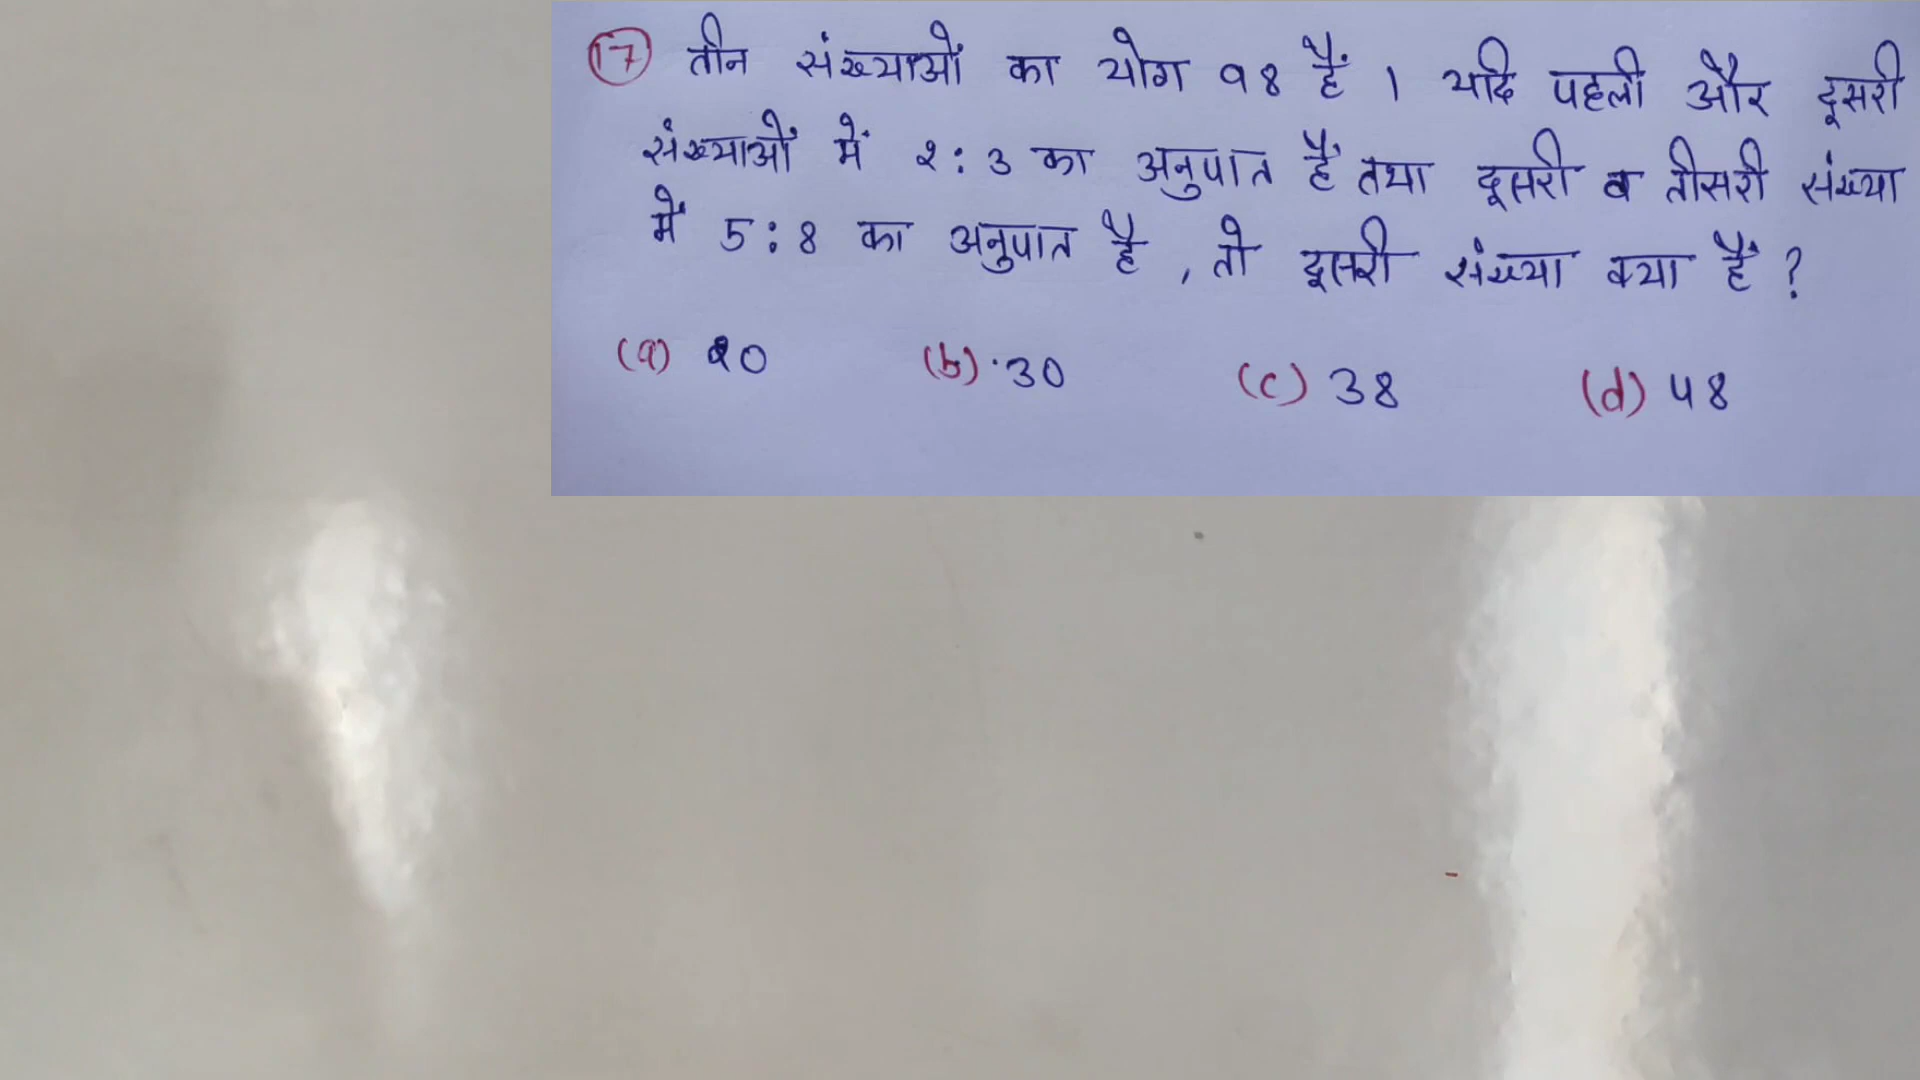 17 तीन संख्याओं का योग 98 हैं । यदि पहली और दूसरी
संख्याओं में 2:3 का अनुपात हैं तथा दूसरी व तीसरी संख्या
में 5:8 का अनुपात है , तो दूसरी संख्या क्या हैं ?
(a) 20 (b) 30 (c) 38 (d) 48